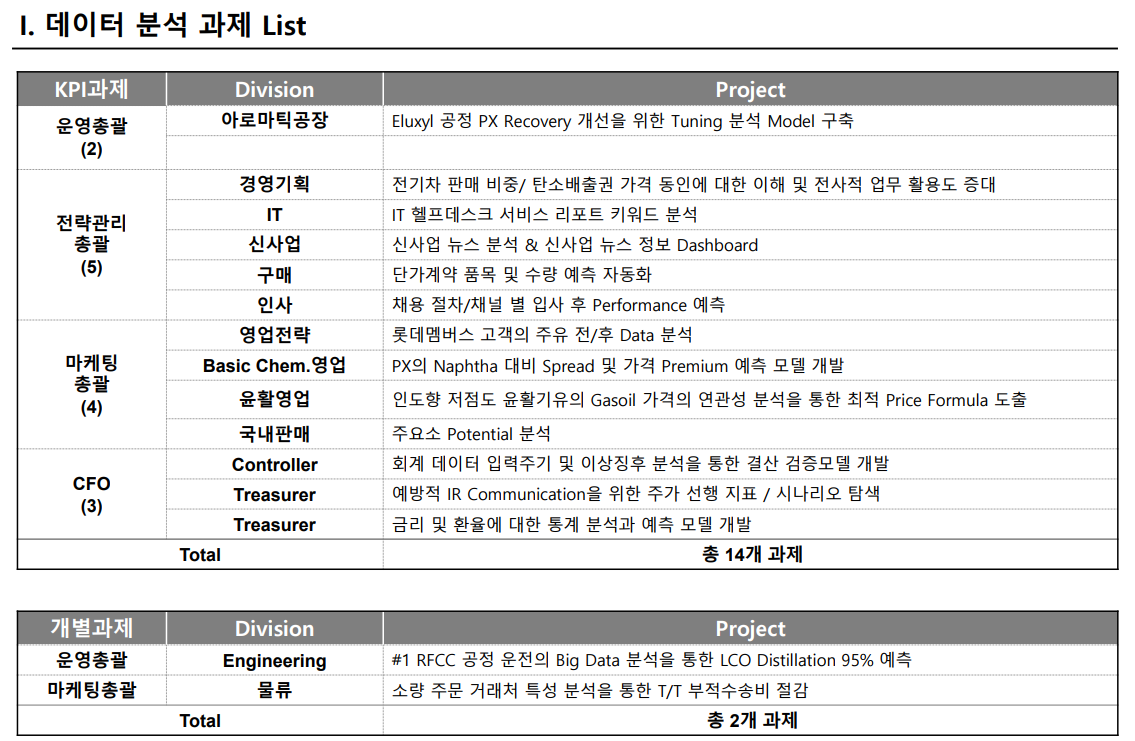 I. 데이터 분석 과제 List
KPI과제 Division Project
운영총괄
(2)
아로마틱공장 Eluxyl 공정 PX Recovery 개선을 위한 Tuning 분석 Model 구축
전략관리
총괄
(5)
경영기획 전기차 판매 비중/ 탄소배출권 가격 동인에 대한 이해 및 전사적 업무 활용도 증대
IT IT 헬프데스크 서비스 리포트 키워드 분석
신사업 신사업 뉴스 분석 & 신사업 뉴스 정보 Dashboard
구매 단가계약 품목 및 수량 예측 자동화
인사 채용 절차/채널 별 입사 후 Performance 예측
마케팅
총괄
(4)
영업전략 롯데멤버스 고객의 주유 전/후 Data 분석
Basic Chem.영업 PX의 Naphtha 대비 Spread 및 가격 Premium 예측 모델 개발
윤활영업 인도향 저점도 윤활기유의 Gasoil 가격의 연관성 분석을 통한 최적 Price Formula 도출
국내판매 주요소 Potential 분석
CFO
(3)
Controller 회계 데이터 입력주기 및 이상징후 분석을 통한 결산 검증모델 개발
Treasurer 예방적 IR Communication을 위한 주가 선행 지표 / 시나리오 탐색
Treasurer 금리 및 환율에 대한 통계 분석과 예측 모델 개발
Total 총 14개 과제
개별과제 Division Project
운영총괄 Engineering #1 RFCC 공정 운전의 Big Data 분석을 통한 LCO Distillation 95% 예측
마케팅총괄 물류 소량 주문 거래처 특성 분석을 통한 T/T 부적수송비 절감
Total 총 2개 과제